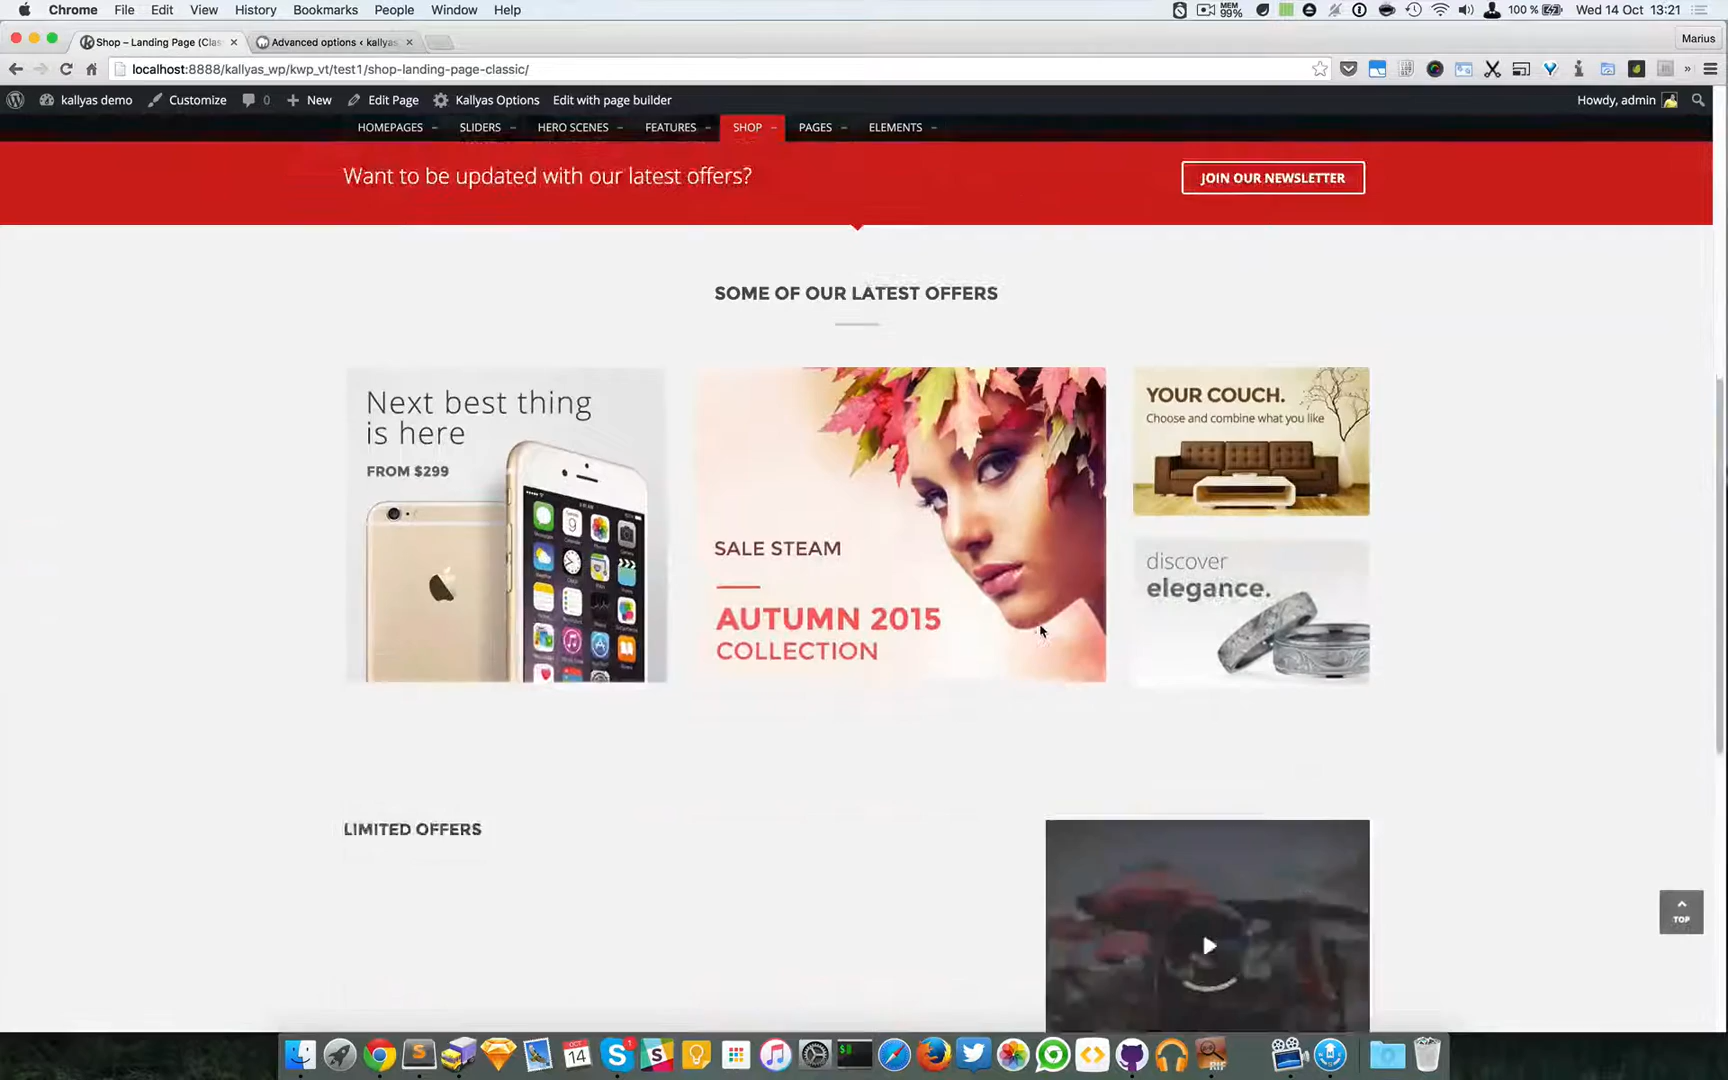 Chrome File Edit View History Bookmarks People Window Help MEM 99% 100 % Wed 14 Oct 13:21
Shop – Landing Page (Clas Advanced options ‹ kallyas Marius
localhost:8888/kallyas_wp/kwp_vt/test1/shop-landing-page-classic/
kallyas demo Customize 0 + New Edit Page Kallyas Options Edit with page builder Howdy, admin
HOMEPAGES SLIDERS HERO SCENES FEATURES SHOP PAGES ELEMENTS
Want to be updated with our latest offers? JOIN OUR NEWSLETTER
SOME OF OUR LATEST OFFERS
Next best thing
is here
FROM $299
SALE STEAM
AUTUMN 2015
COLLECTION
YOUR COUCH.
Choose and combine what you like
discover
elegance.
LIMITED OFFERS
TOP
OCT
14
1